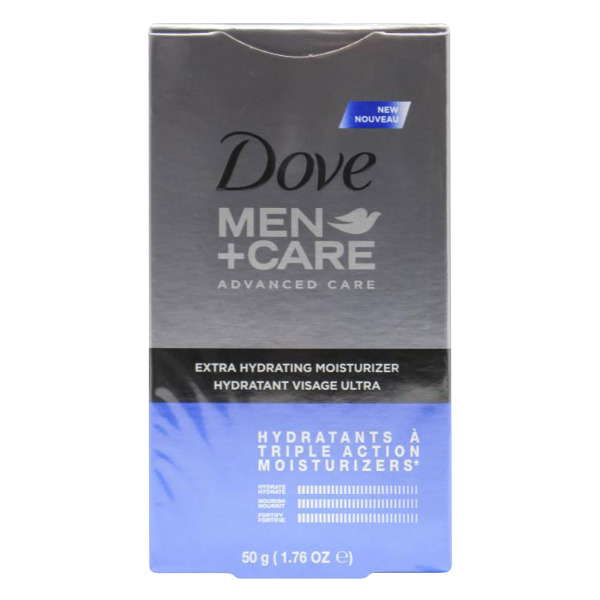 NEW
NOUVEAU
Dove
MEN
+CARE
ADVANCED CARE
EXTRA HYDRATING MOISTURIZER
HYDRATANT VISAGE ULTRA
HYDRATANTS À
TRIPLE ACTION
MOISTURIZERS*
HYDRATE
HYDRATE
NOURISH
NOURRIT
FORTIFY
FORTIFIE
50 g (1.76 OZ ℮)